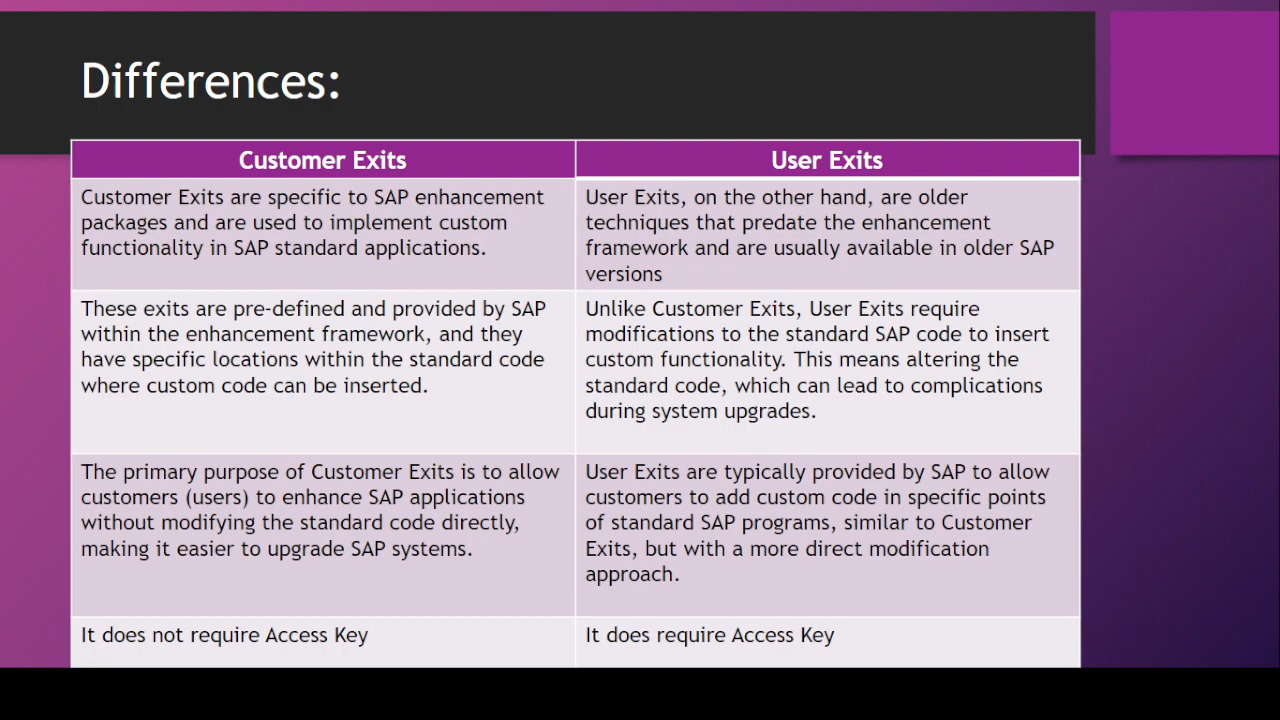 Differences:
Customer Exits
User Exits
Customer Exits are specific to SAP enhancement
packages and are used to implement custom
functionality in SAP standard applications.
User Exits, on the other hand, are older
techniques that predate the enhancement
framework and are usually available in older SAP
versions
These exits are pre-defined and provided by SAP
within the enhancement framework, and they
have specific locations within the standard code
where custom code can be inserted.
Unlike Customer Exits, User Exits require
modifications to the standard SAP code to insert
custom functionality. This means altering the
standard code, which can lead to complications
during system upgrades.
The primary purpose of Customer Exits is to allow
customers (users) to enhance SAP applications
without modifying the standard code directly,
making it easier to upgrade SAP systems.
User Exits are typically provided by SAP to allow
customers to add custom code in specific points
of standard SAP programs, similar to Customer
Exits, but with a more direct modification
approach.
It does not require Access Key
It does require Access Key